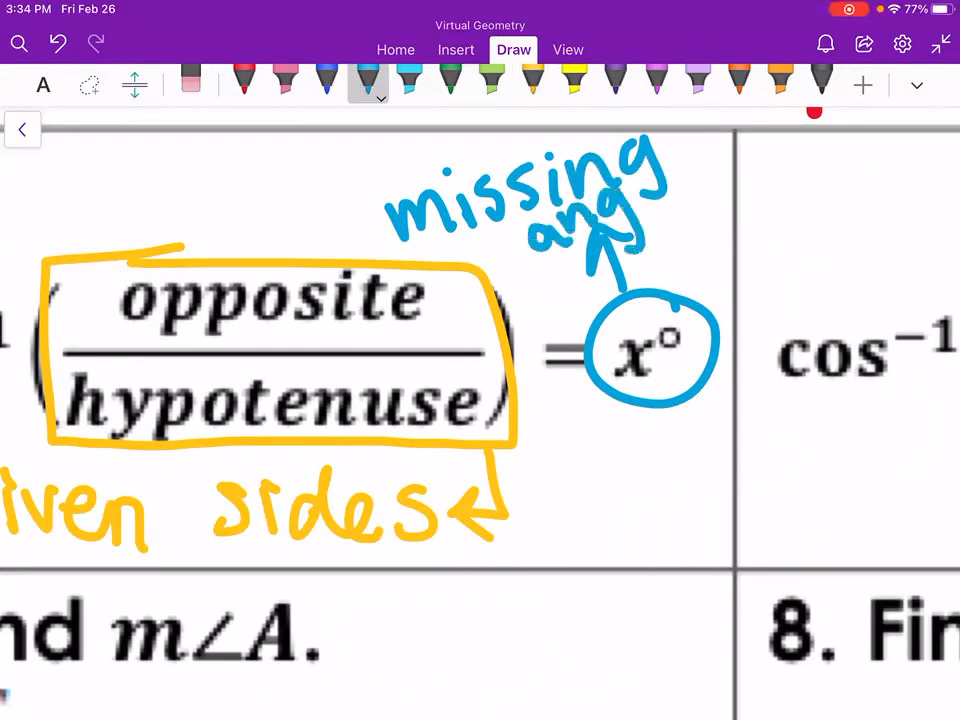 3:34 PM Fri Feb 26
77%
Virtual Geometry
Home Insert Draw View
A
missing
ang
opposite
hypotenuse
= x°
cos⁻¹
iven sides
nd m∠A.
8. Fin